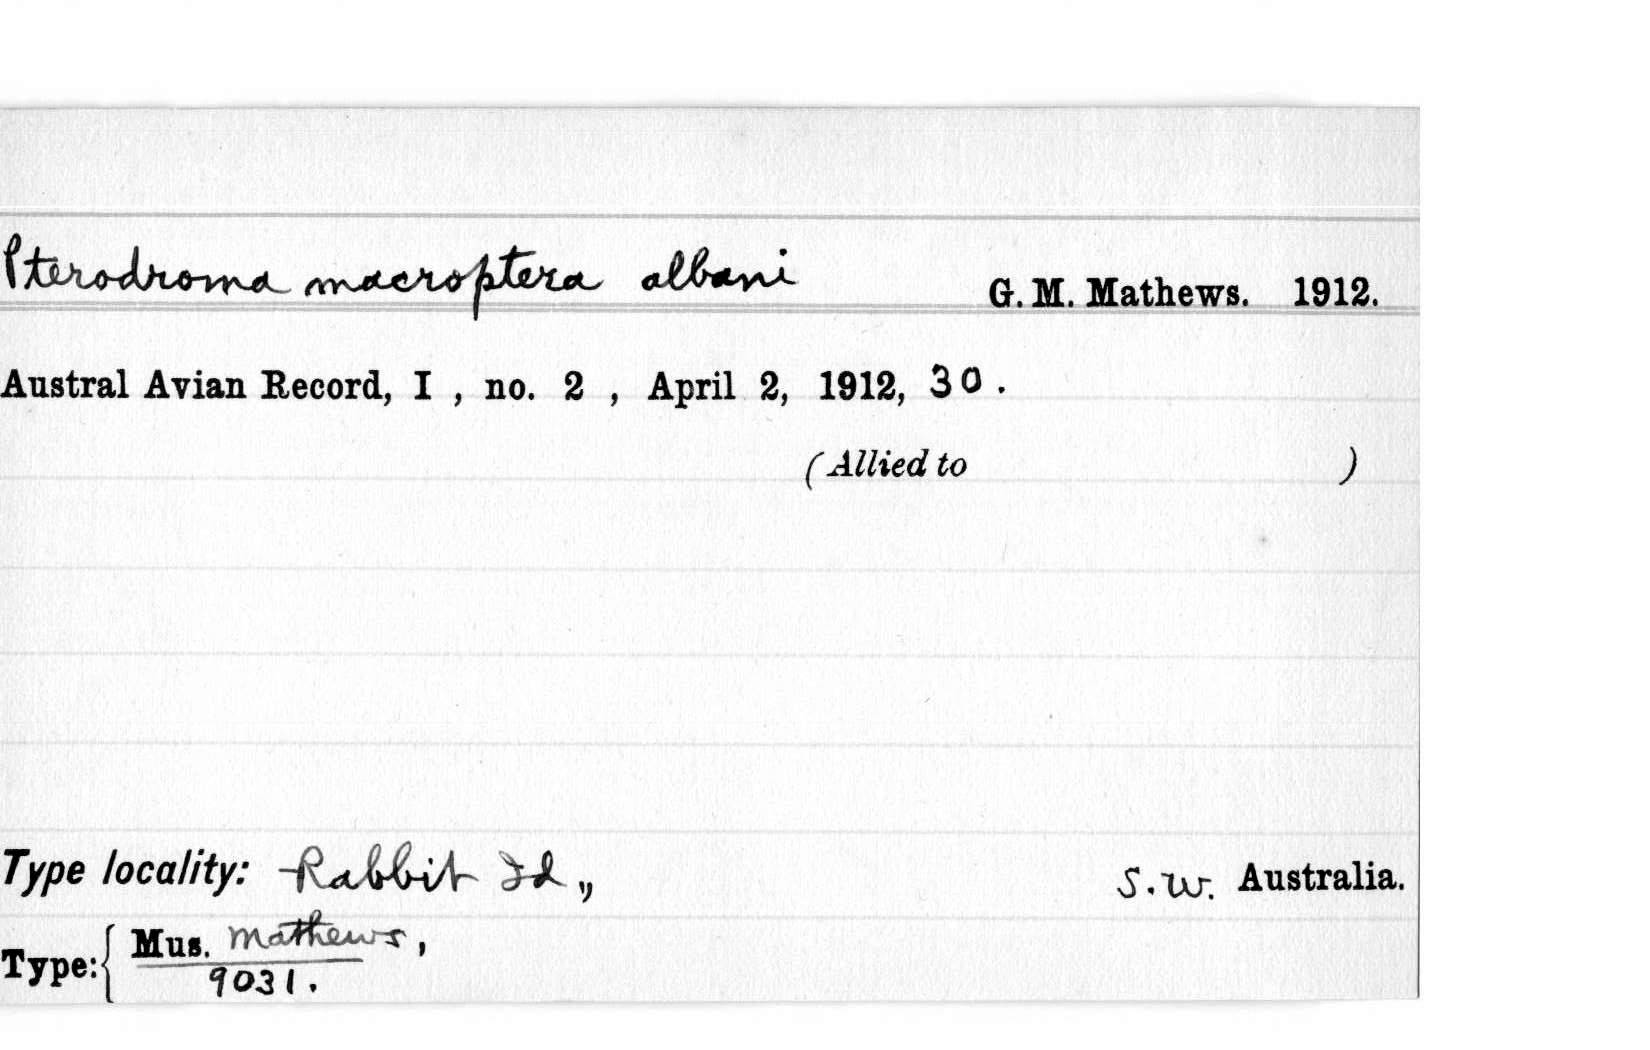 Pterodroma macroptera albani G. M. Mathews. 1912.
Austral Avian Record, I , no. 2 , April 2, 1912, 30 .
(Allied to )
Type locality: Rabbit Id ,, S. W. Australia.
Type: { Mus. Mathews ,
9031 .